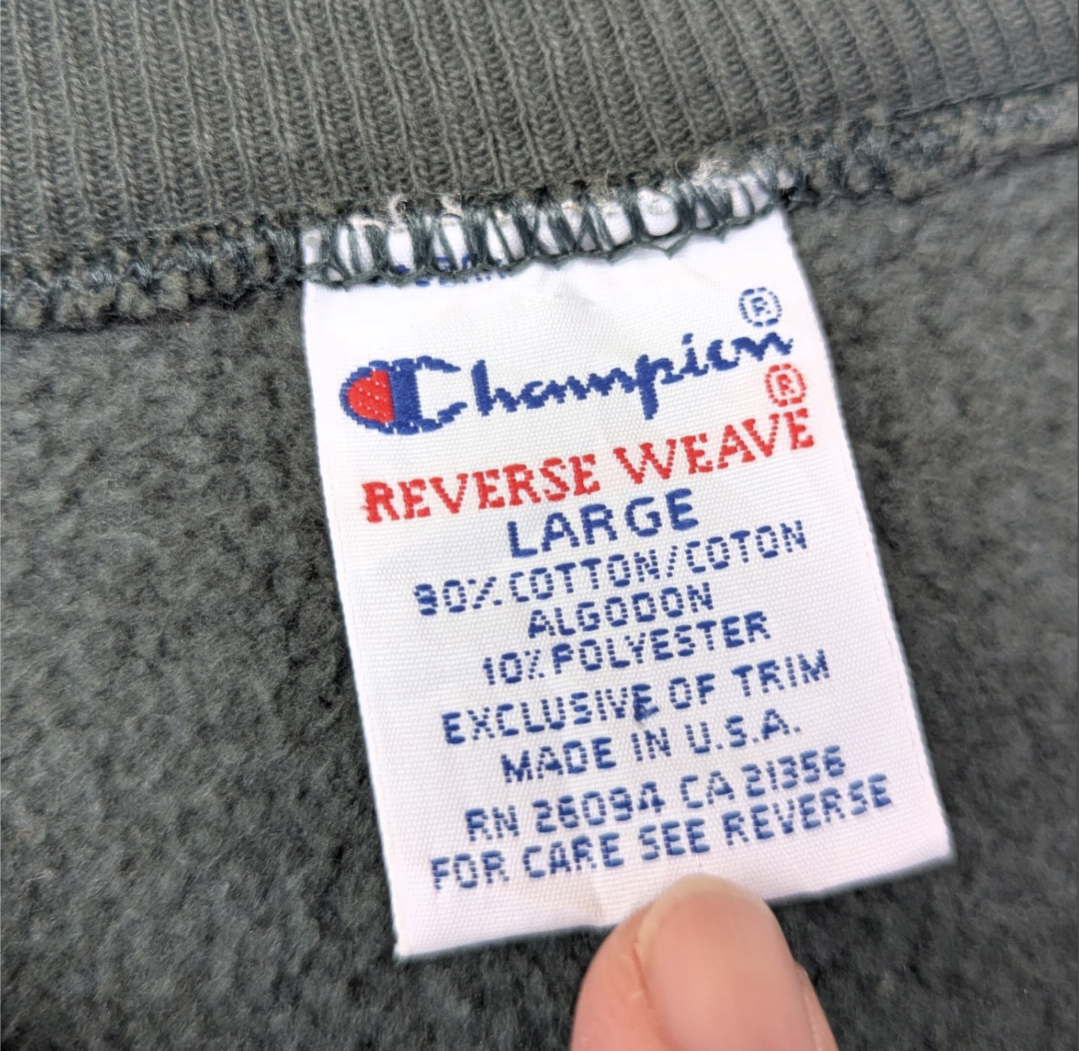 ®
Champion
®
REVERSE WEAVE
LARGE
90% COTTON/COTON
ALGODON
10% POLYESTER
EXCLUSIVE OF TRIM
MADE IN U.S.A.
RN 26094 CA 21356
FOR CARE SEE REVERSE